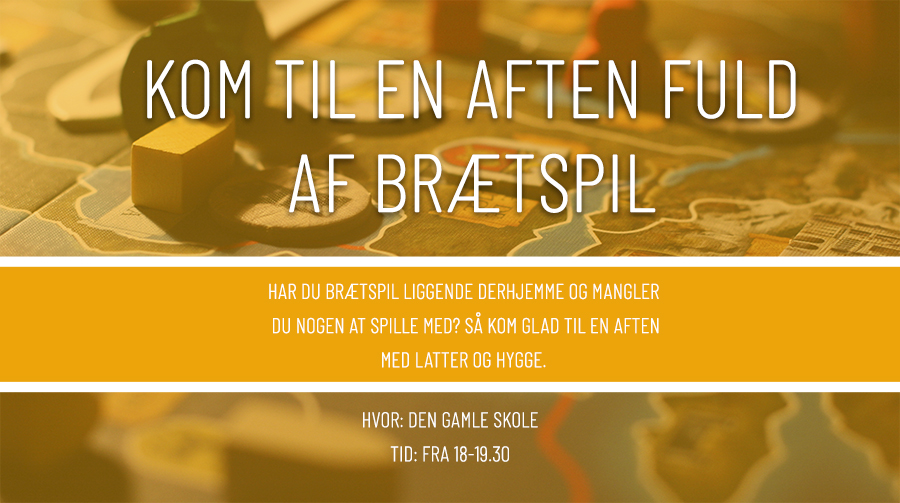 KOM TIL EN AFTEN FULD
AF BRÆTSPIL
HAR DU BRÆTSPIL LIGGENDE DERHJEMME OG MANGLER
DU NOGEN AT SPILLE MED? SÅ KOM GLAD TIL EN AFTEN
MED LATTER OG HYGGE.
HVOR: DEN GAMLE SKOLE
TID: FRA 18-19.30